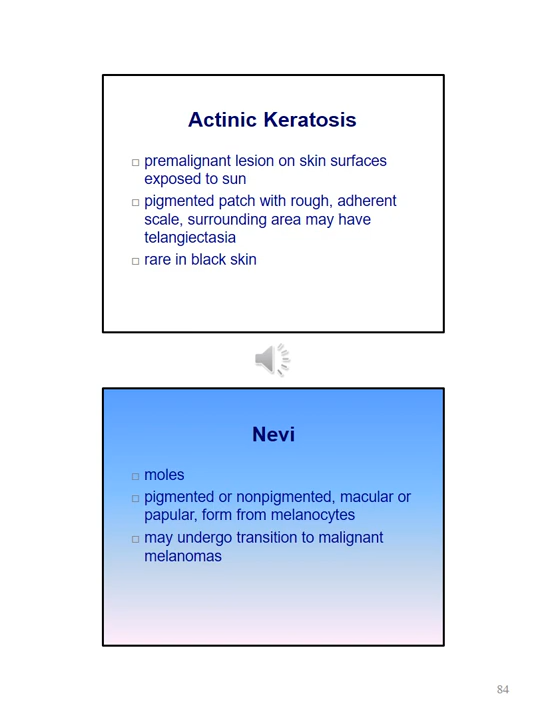 Actinic Keratosis
□ premalignant lesion on skin surfaces
exposed to sun
□ pigmented patch with rough, adherent
scale, surrounding area may have
telangiectasia
□ rare in black skin
Nevi
□ moles
□ pigmented or nonpigmented, macular or
papular, form from melanocytes
□ may undergo transition to malignant
melanomas
84